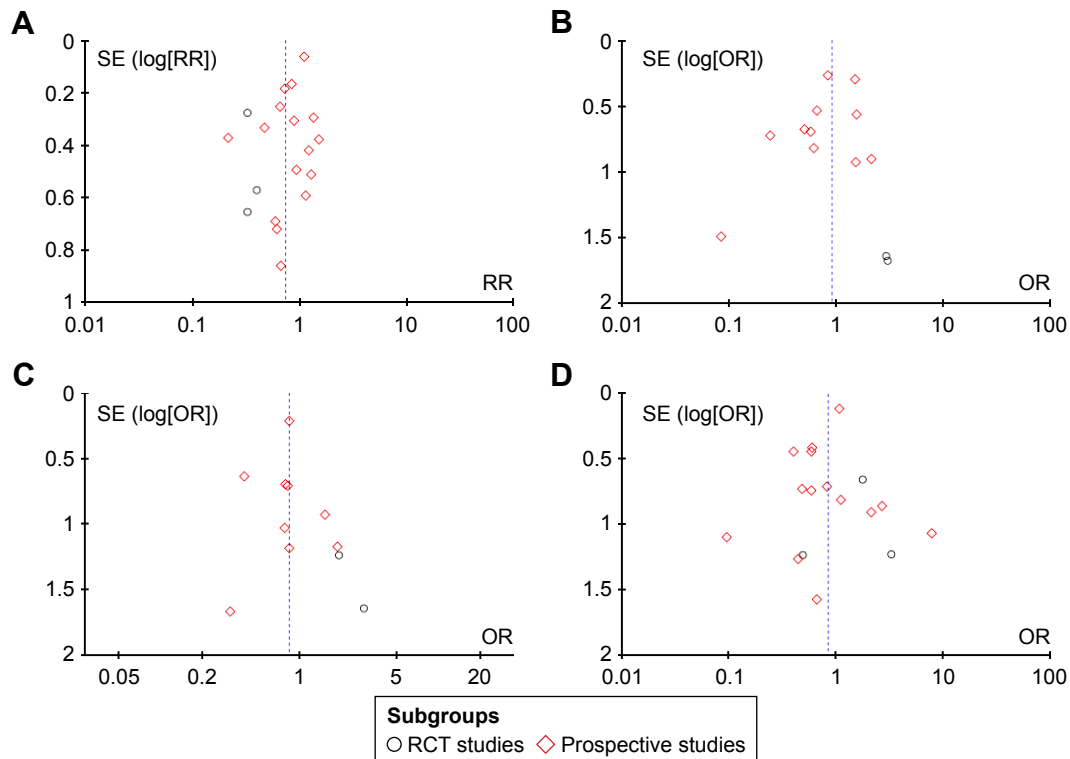 A
0
SE (log[RR])
0.2
0.4
0.6
0.8
1
RR
0.01 0.1 1 10 100
B
0
SE (log[OR])
0.5
1
1.5
2
OR
0.01 0.1 1 10 100
C
0
SE (log[OR])
0.5
1
1.5
2
OR
0.05 0.2 1 5 20
D
0
SE (log[OR])
0.5
1
1.5
2
OR
0.01 0.1 1 10 100
Subgroups
RCT studies Prospective studies